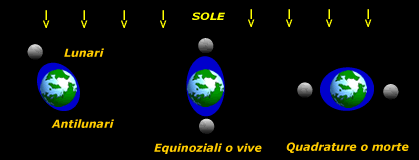 SOLE
Lunari
Antilunari
Equinoziali o vive
Quadrature o morte